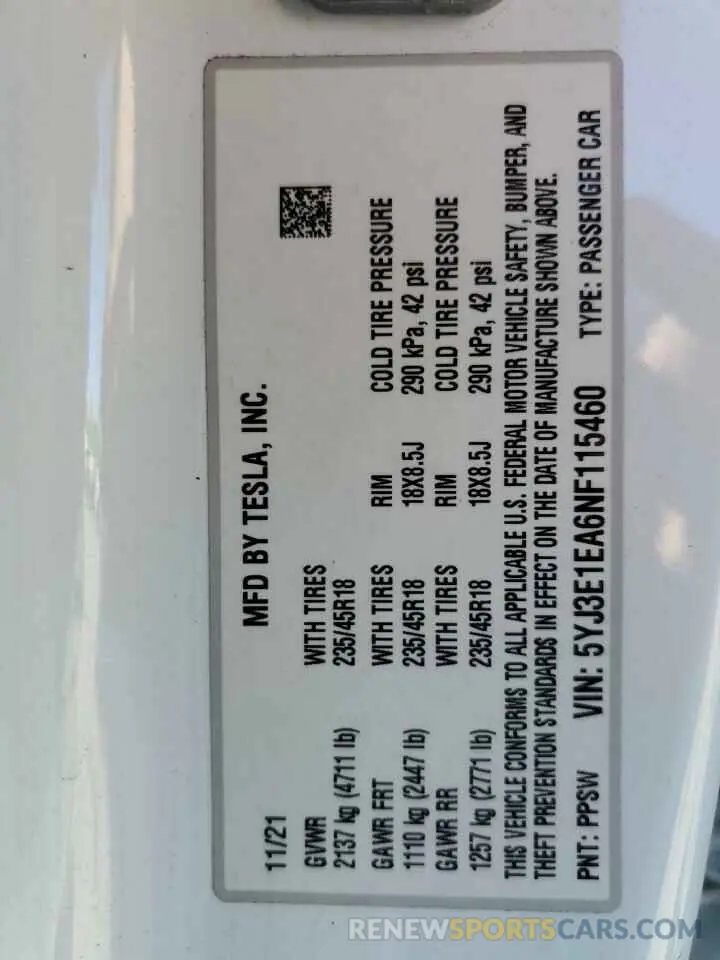 MFD BY TESLA, INC.
11/21
GVWR WITH TIRES
2137 kg (4711 lb) 235/45R18
GAWR FRT WITH TIRES RIM COLD TIRE PRESSURE
1110 kg (2447 lb) 235/45R18 18X8.5J 290 kPa, 42 psi
GAWR RR WITH TIRES RIM COLD TIRE PRESSURE
1257 kg (2771 lb) 235/45R18 18X8.5J 290 kPa, 42 psi
THIS VEHICLE CONFORMS TO ALL APPLICABLE U.S. FEDERAL MOTOR VEHICLE SAFETY, BUMPER, AND
THEFT PREVENTION STANDARDS IN EFFECT ON THE DATE OF MANUFACTURE SHOWN ABOVE.
PNT: PPSW VIN: 5YJ3E1EA6NF115460 TYPE: PASSENGER CAR
RENEWSPORTSCARS.COM